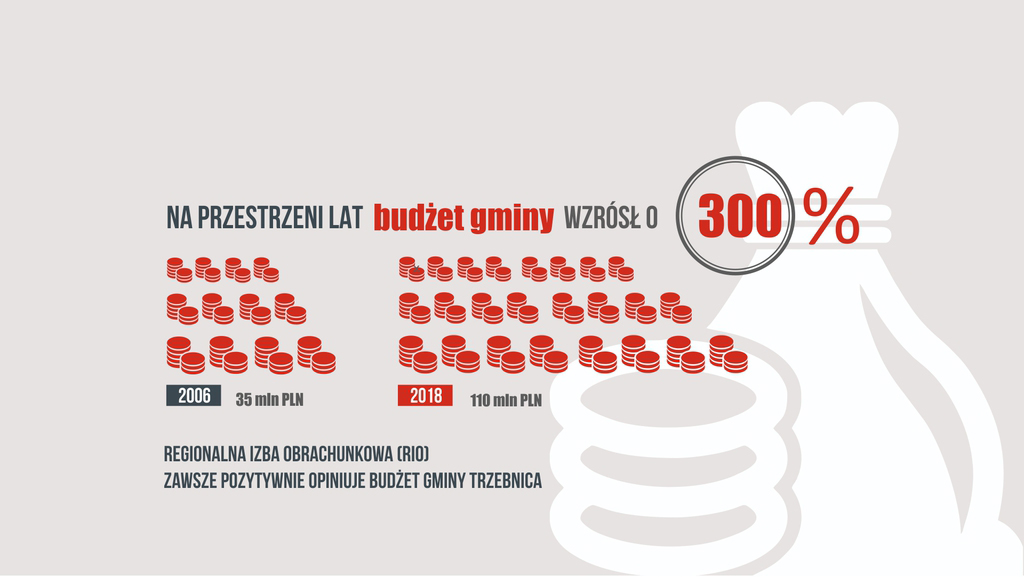 NA PRZESTRZENI LAT budżet gminy WZRÓSŁ O 300 %
2006 35 mln PLN 2018 110 mln PLN
REGIONALNA IZBA OBRACHUNKOWA (RIO)
ZAWSZE POZYTYWNIE OPINIUJE BUDŻET GMINY TRZEBNICA